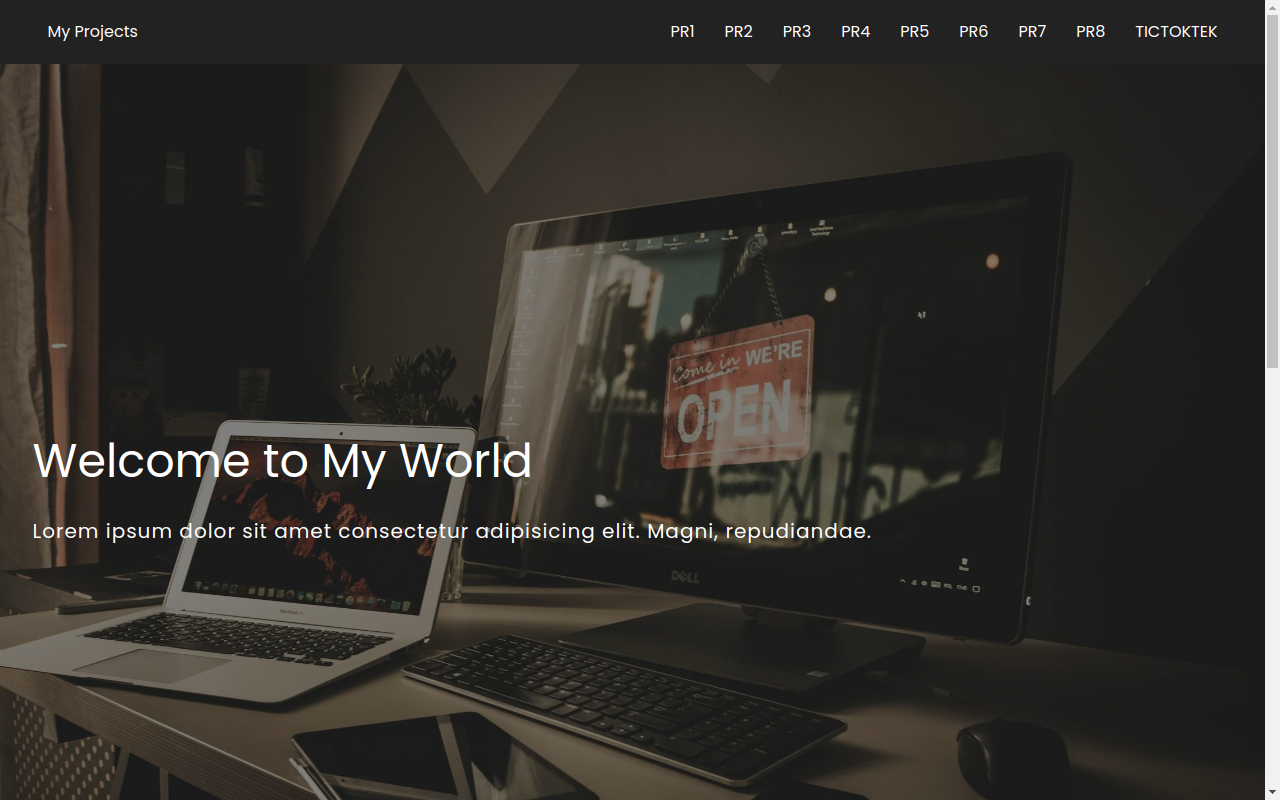 My Projects
PR1 PR2 PR3 PR4 PR5 PR6 PR7 PR8 TICTOKTEK
come in WE'RE
OPEN
Welcome to My World
Lorem ipsum dolor sit amet consectetur adipisicing elit. Magni, repudiandae.
DELL